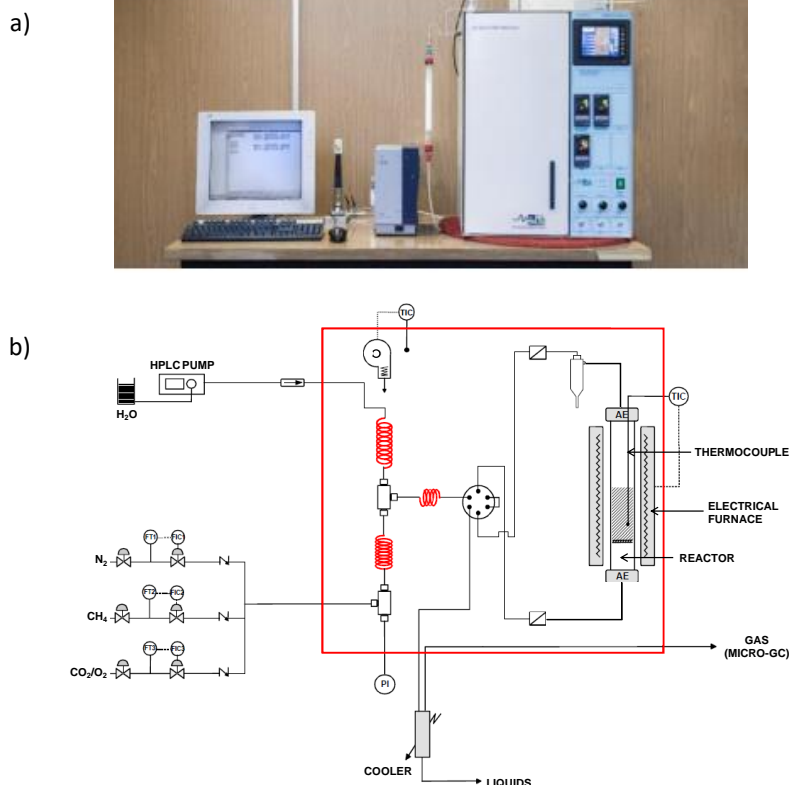 a)
b)
TIC
HPLC PUMP
H₂O
AE
TIC
THERMOCOUPLE
ELECTRICAL
FURNACE
REACTOR
AE
FT1 FIC1
N₂
FT2 FIC2
CH₄
FT3 FIC3
CO₂/O₂
GAS
(MICRO-GC)
PI
COOLER
LIQUIDS